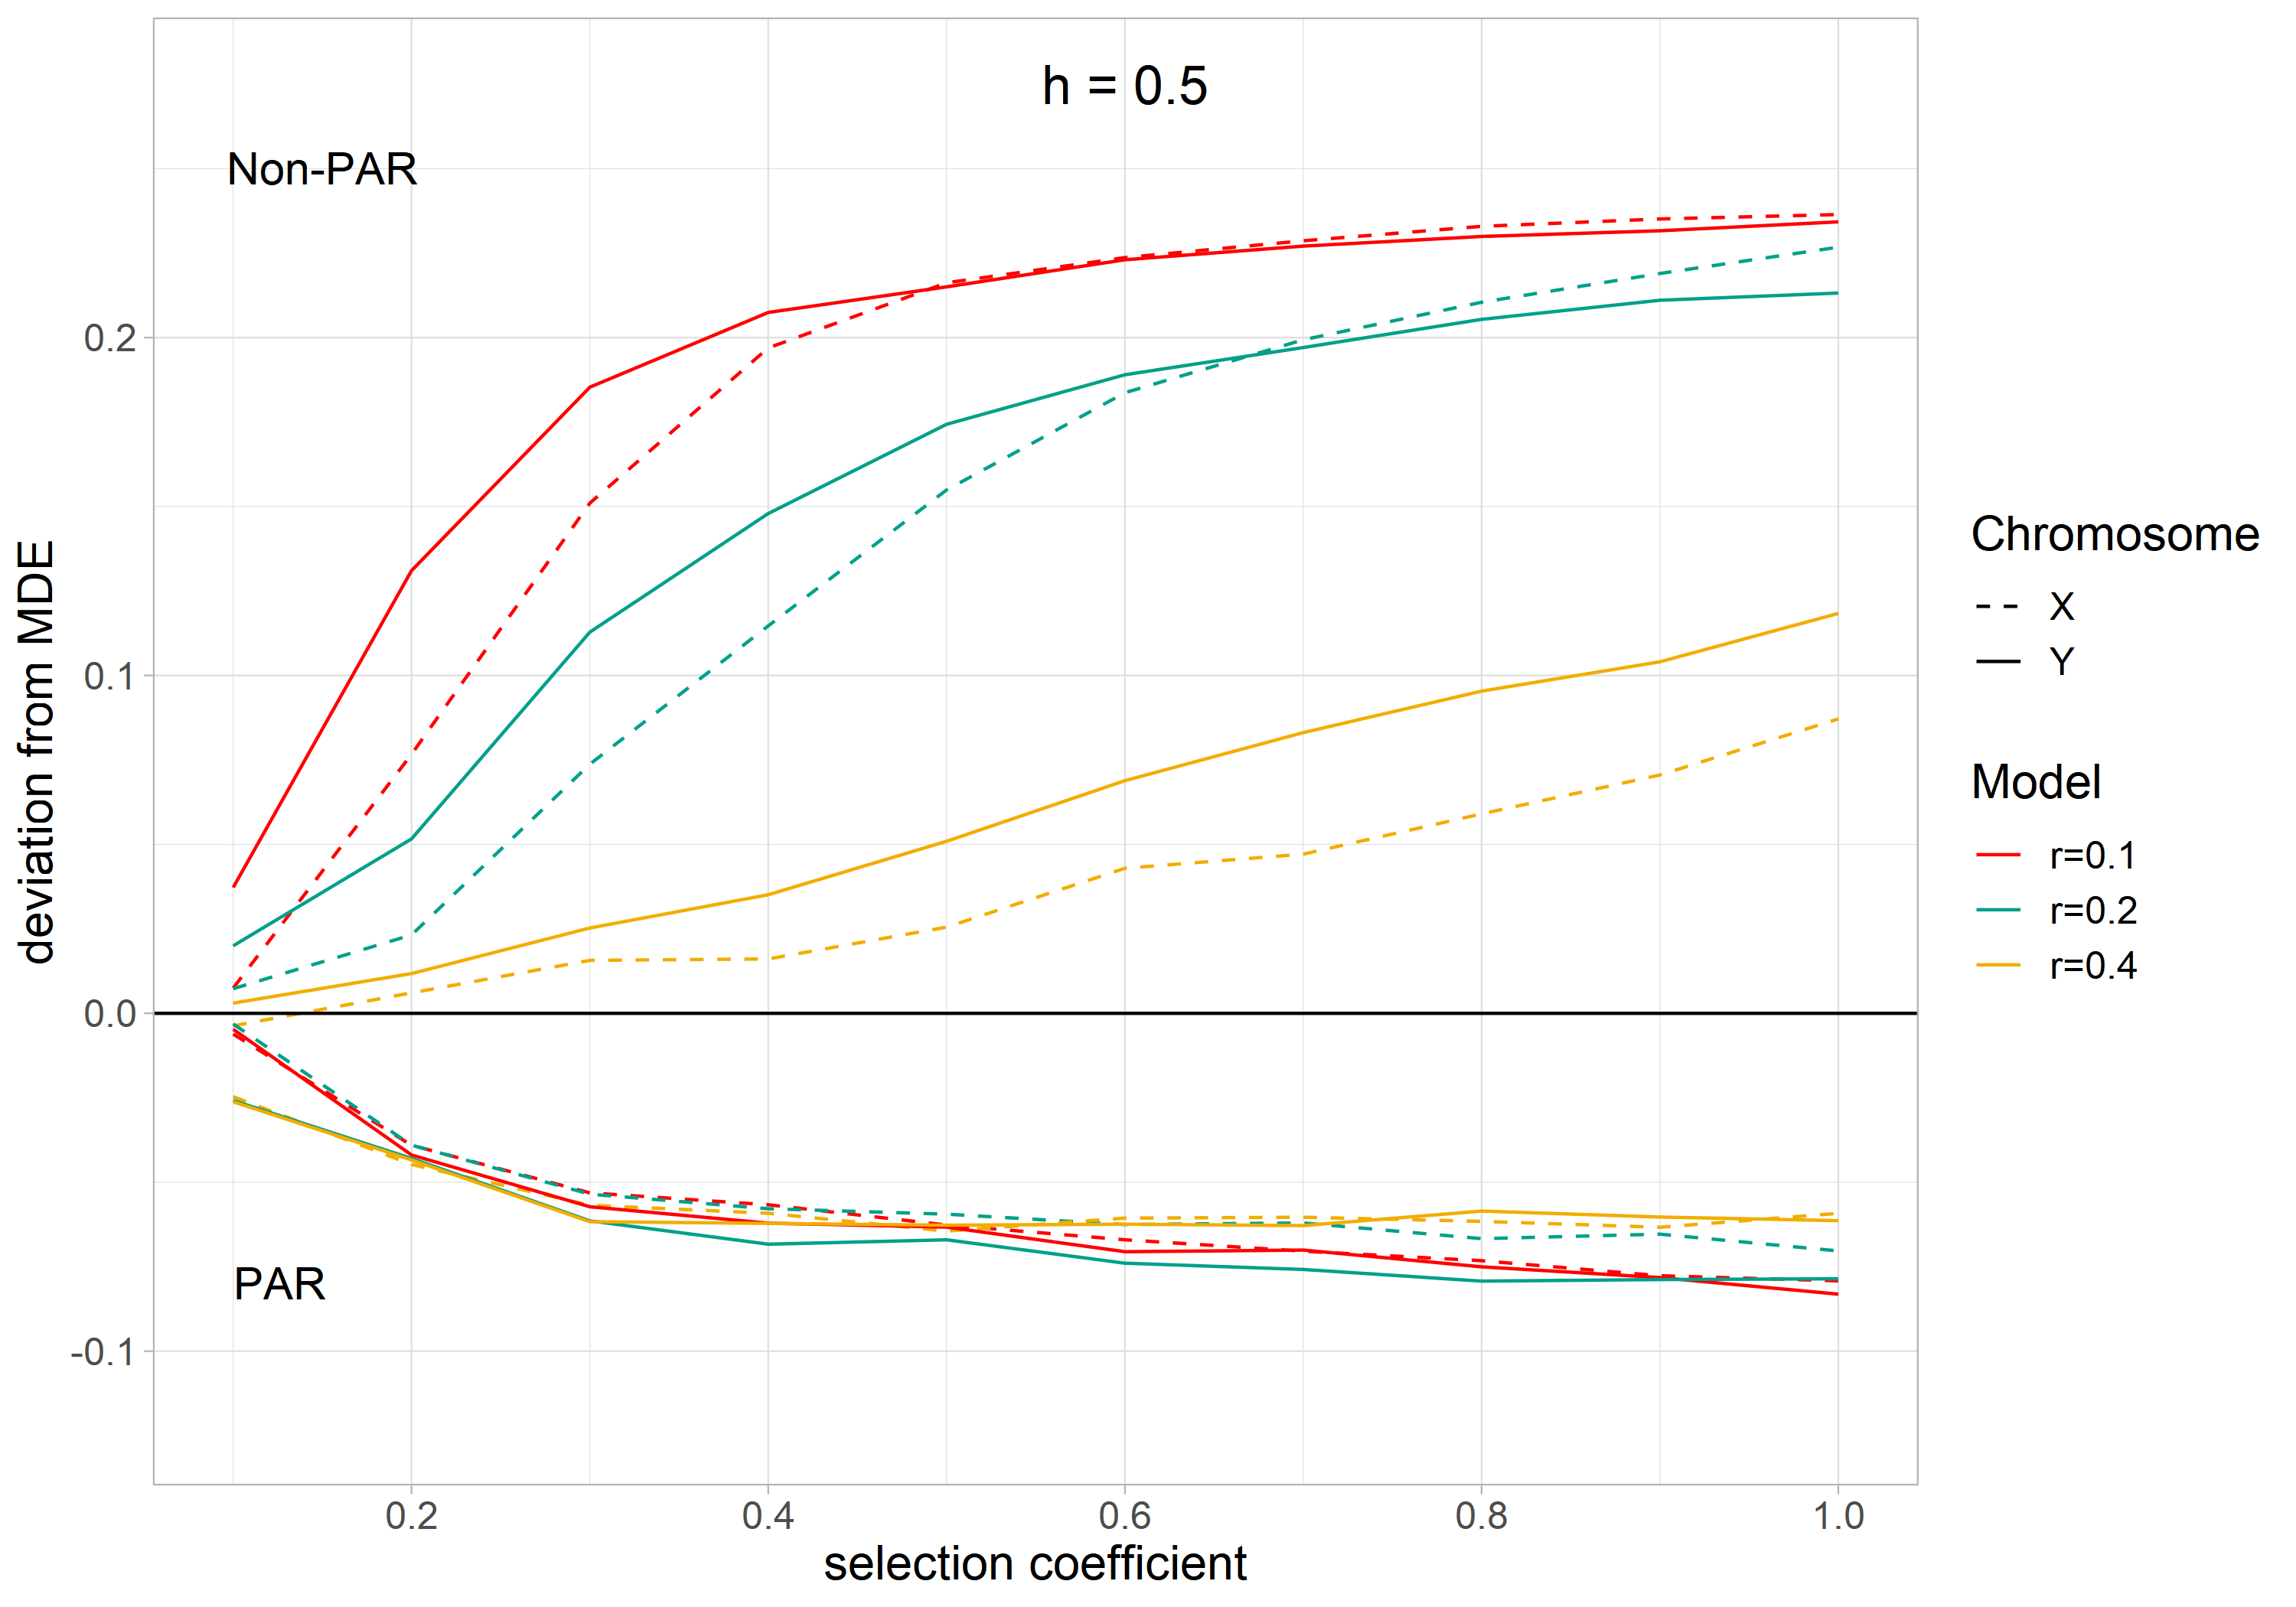 h = 0.5
Non-PAR
PAR
0.2
0.1
0.0
-0.1
deviation from MDE
0.2
0.4
0.6
0.8
1.0
selection coefficient
Chromosome
X
Y
Model
r=0.1
r=0.2
r=0.4